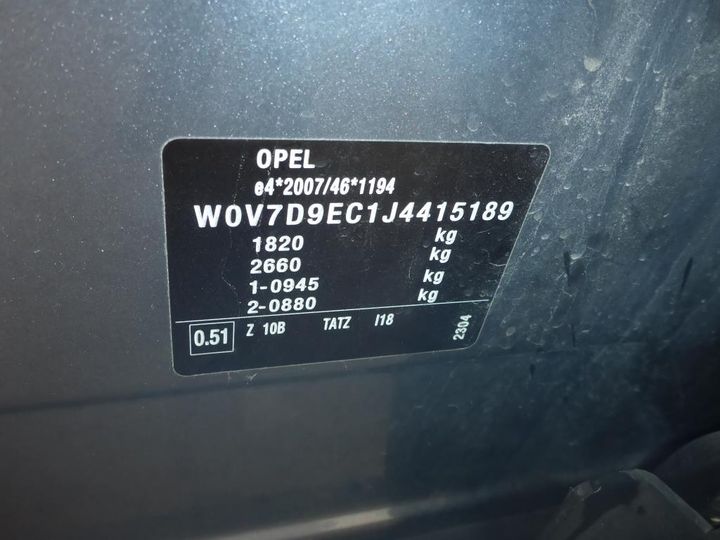 OPEL
e4*2007/46*1194
W0V7D9EC1J4415189
1820 kg
2660 kg
1-0945 kg
2-0880 kg
0.51 Z 10B TATZ I18 2304